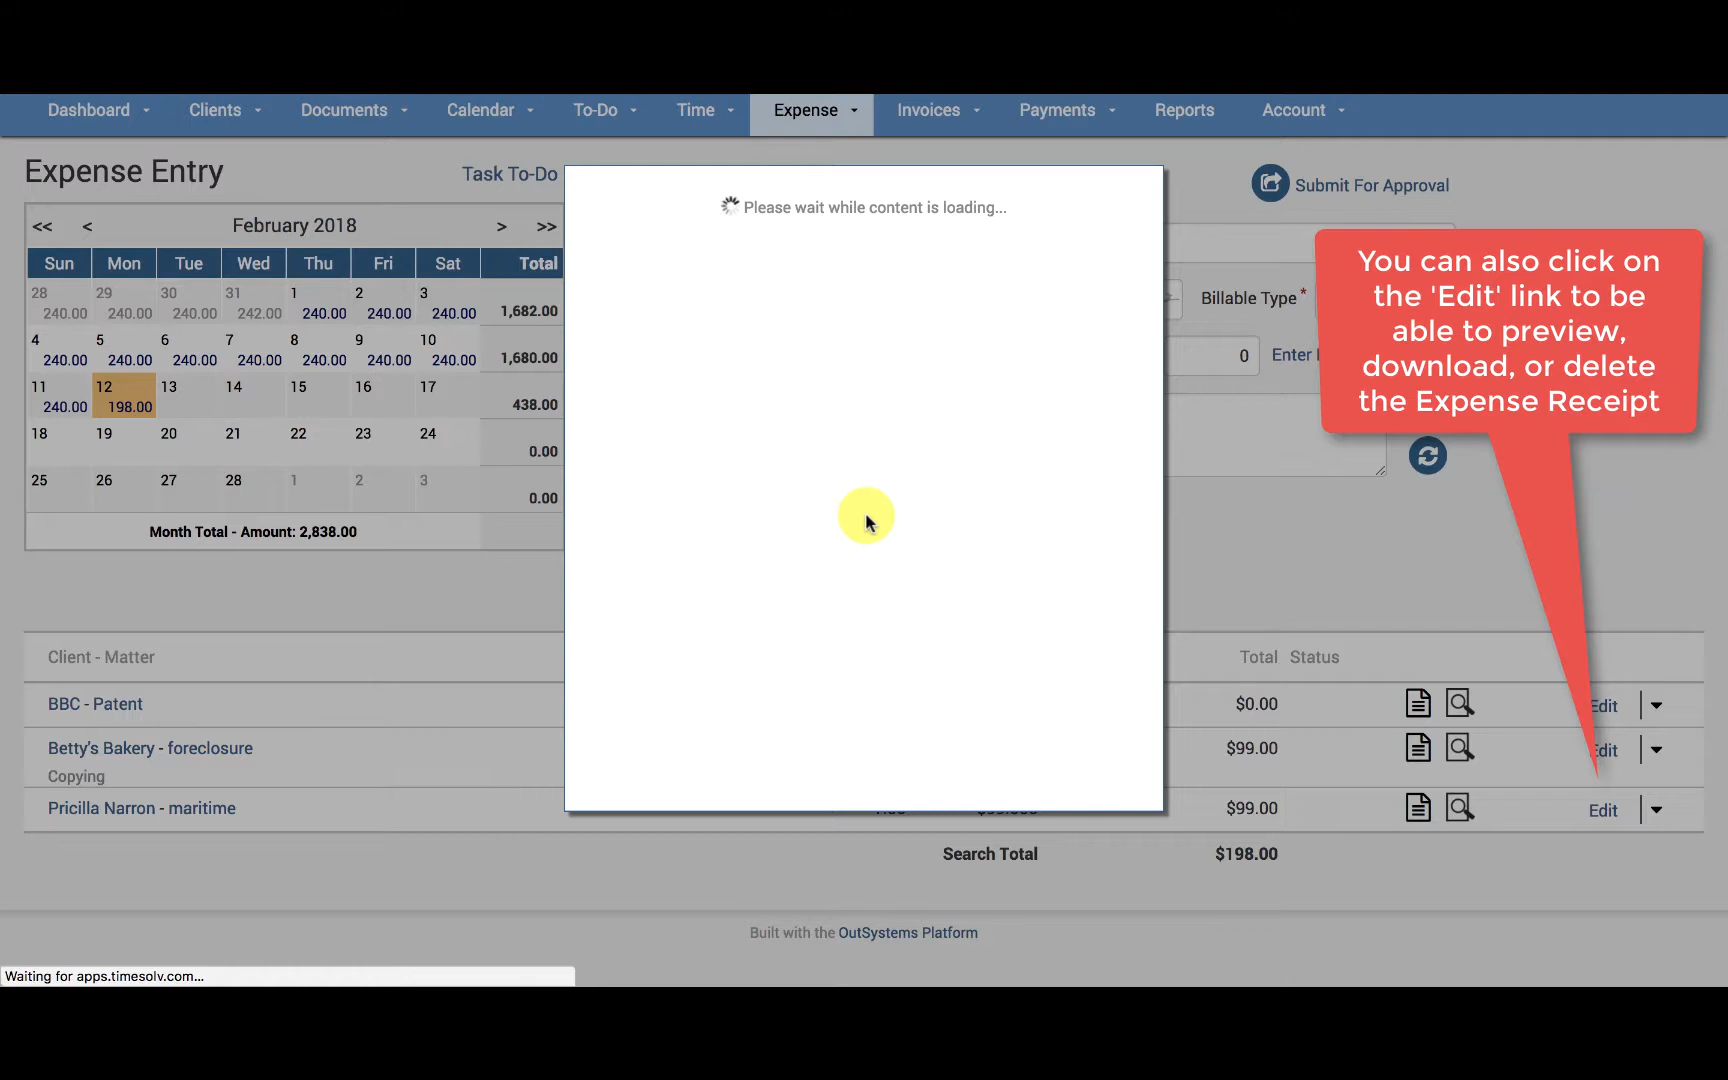 Dashboard Clients Documents Calendar To-Do Time Expense Invoices Payments Reports Account
Expense Entry
Task To-Do
Submit For Approval
<< < February 2018 > >>
Sun Mon Tue Wed Thu Fri Sat Total
28 29 30 31 1 2 3
240.00 240.00 240.00 242.00 240.00 240.00 240.00 1,682.00
4 5 6 7 8 9 10
240.00 240.00 240.00 240.00 240.00 240.00 240.00 1,680.00
11 12 13 14 15 16 17
240.00 198.00 438.00
18 19 20 21 22 23 24
0.00
25 26 27 28 1 2 3
0.00
Month Total - Amount: 2,838.00
Please wait while content is loading...
Billable Type *
0 Enter
You can also click on
the 'Edit' link to be
able to preview,
download, or delete
the Expense Receipt
Client - Matter Total Status
BBC - Patent $0.00 Edit
Betty's Bakery - foreclosure $99.00 Edit
Copying
Pricilla Narron - maritime $99.00 Edit
Search Total $198.00
Built with the OutSystems Platform
Waiting for apps.timesolv.com...